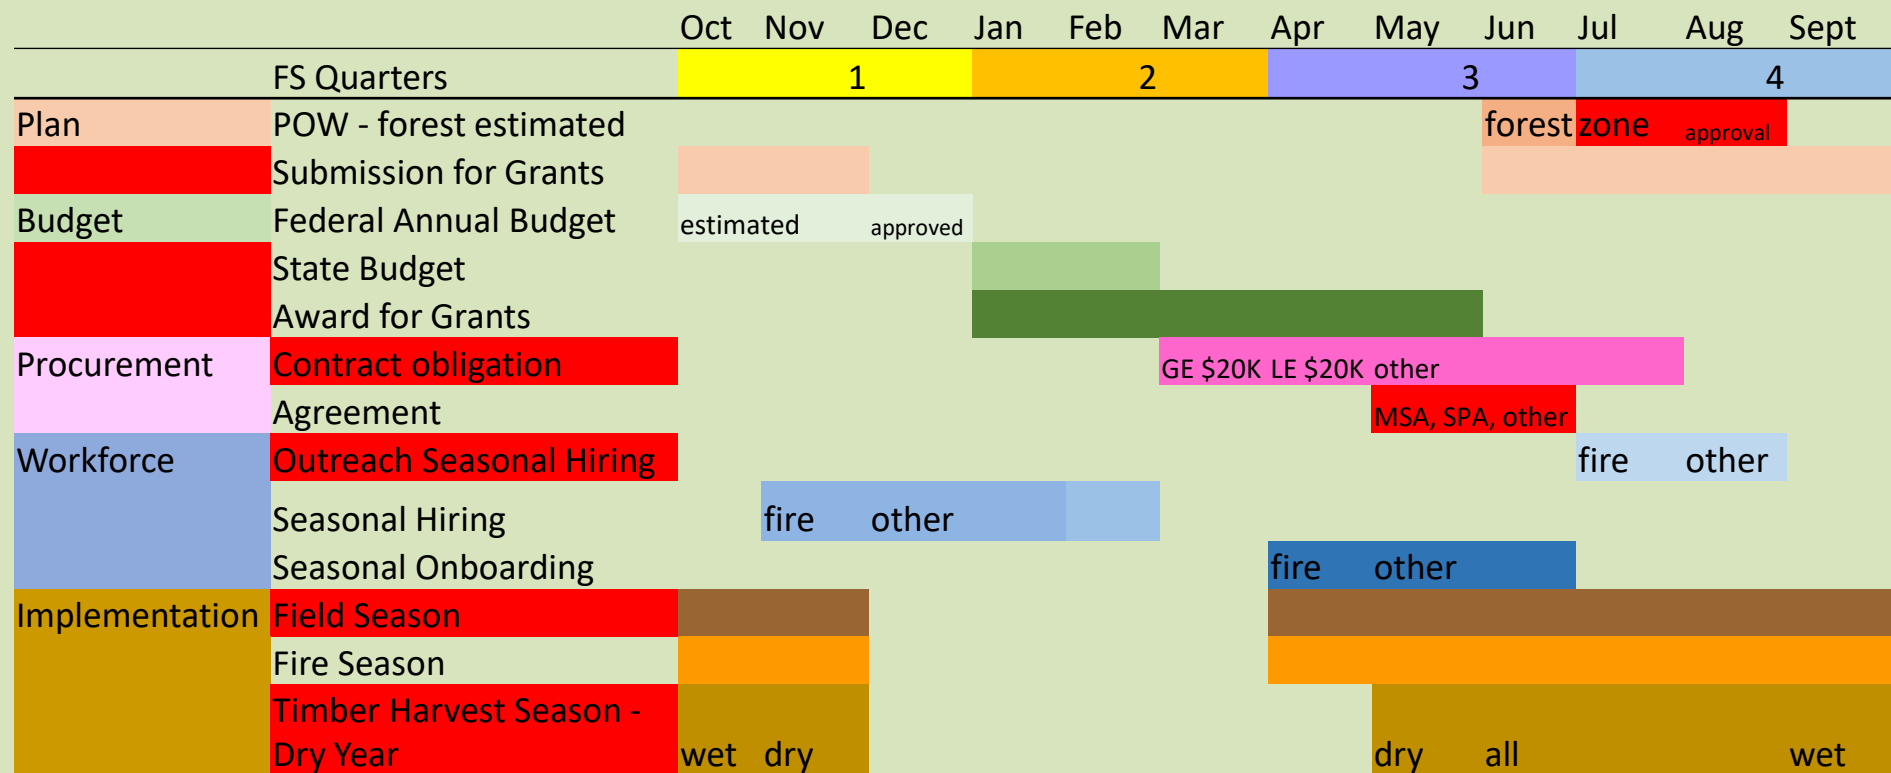 Oct Nov Dec Jan Feb Mar Apr May Jun Jul Aug Sept
FS Quarters 1 2 3 4
Plan POW - forest estimated forest zone approval
Submission for Grants
Budget Federal Annual Budget estimated approved
State Budget
Award for Grants
Procurement Contract obligation GE $20K LE $20K other
Agreement MSA, SPA, other
Workforce Outreach Seasonal Hiring fire other
Seasonal Hiring fire other
Seasonal Onboarding fire other
Implementation Field Season
Fire Season
Timber Harvest Season -
Dry Year wet dry dry all wet